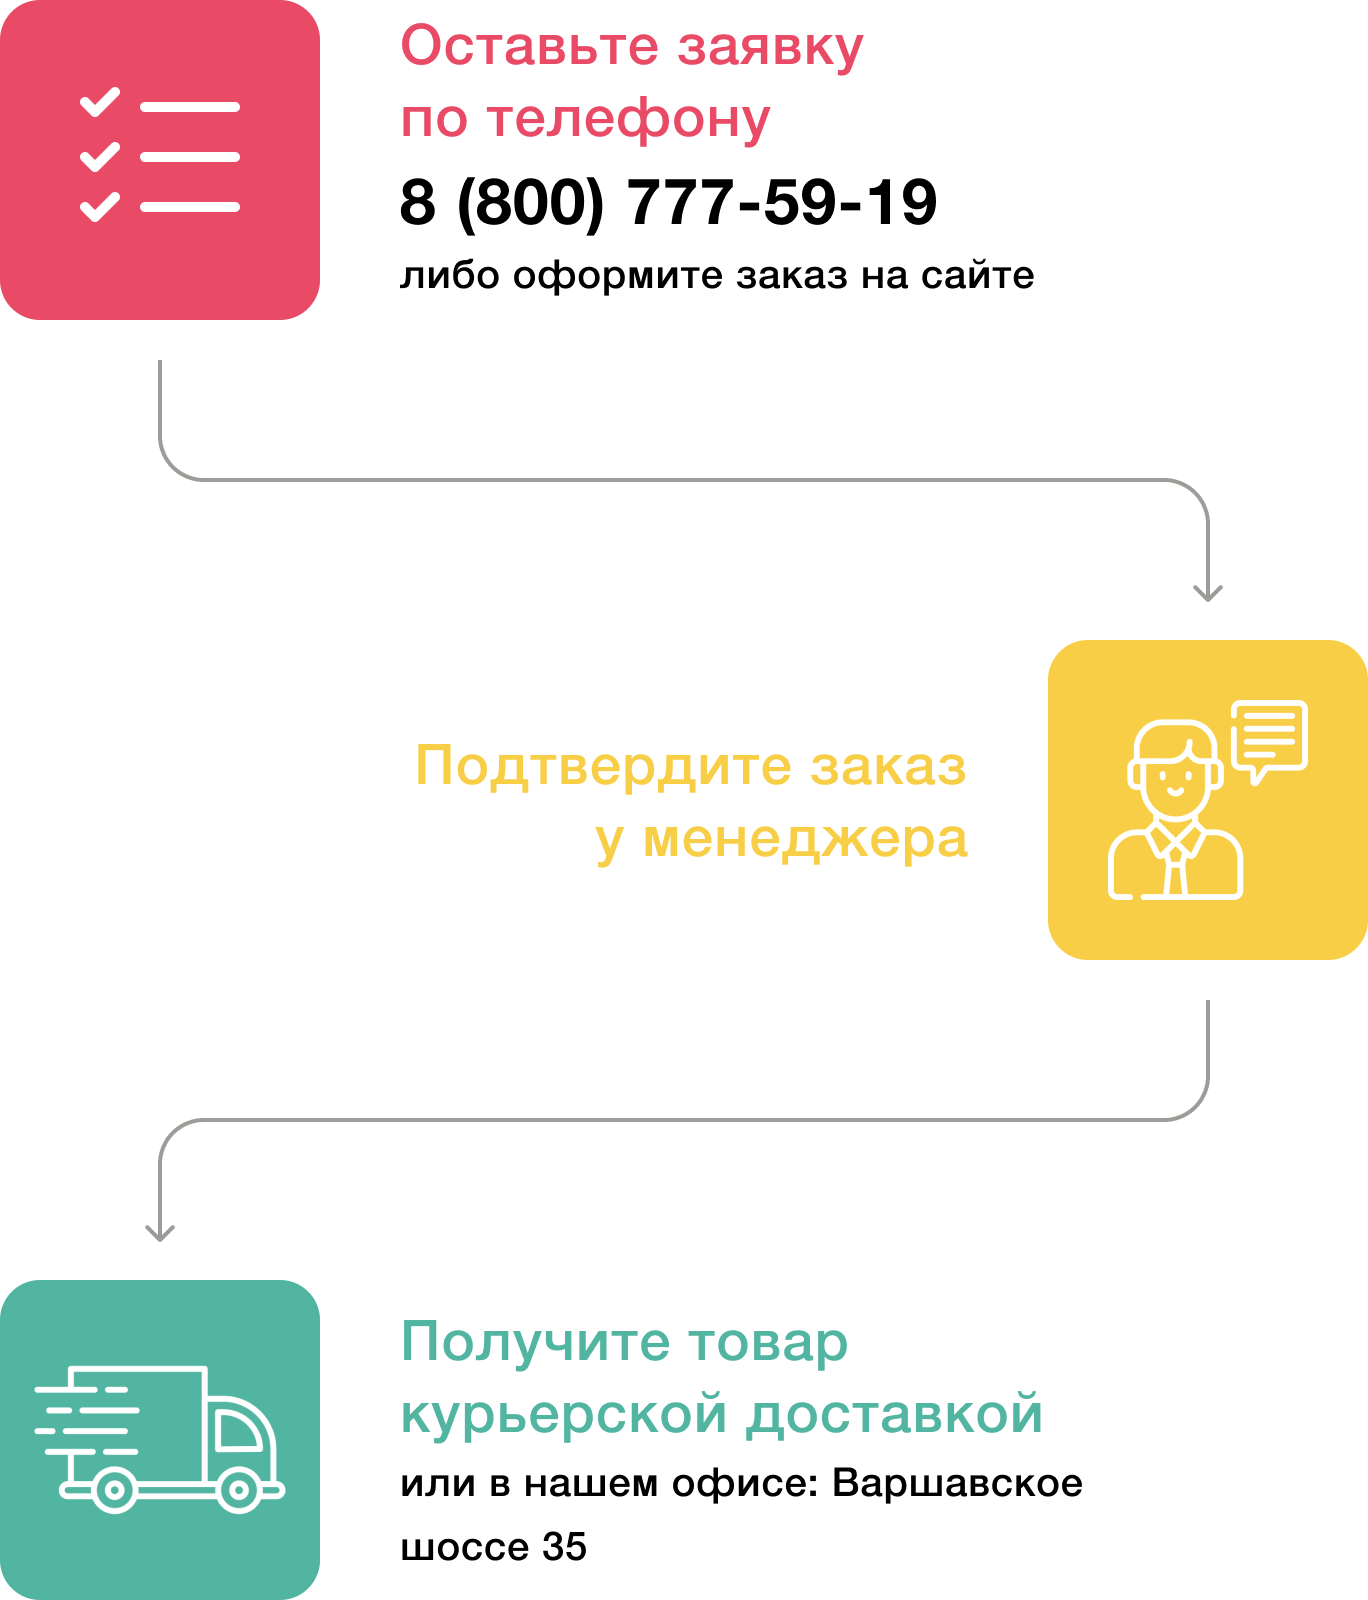 Оставьте заявку
по телефону
8 (800) 777-59-19
либо оформите заказ на сайте
Подтвердите заказ
у менеджера
Получите товар
курьерской доставкой
или в нашем офисе: Варшавское
шоссе 35